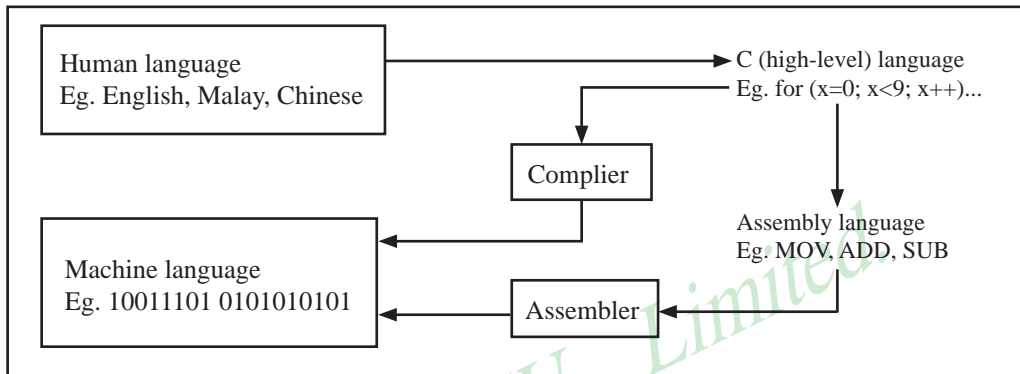 Human language
Eg. English, Malay, Chinese
C (high-level) language
Eg. for (x=0; x<9; x++)...
Complier
Assembly language
Eg. MOV, ADD, SUB
Machine language
Eg. 10011101 0101010101
Assembler
Limited.